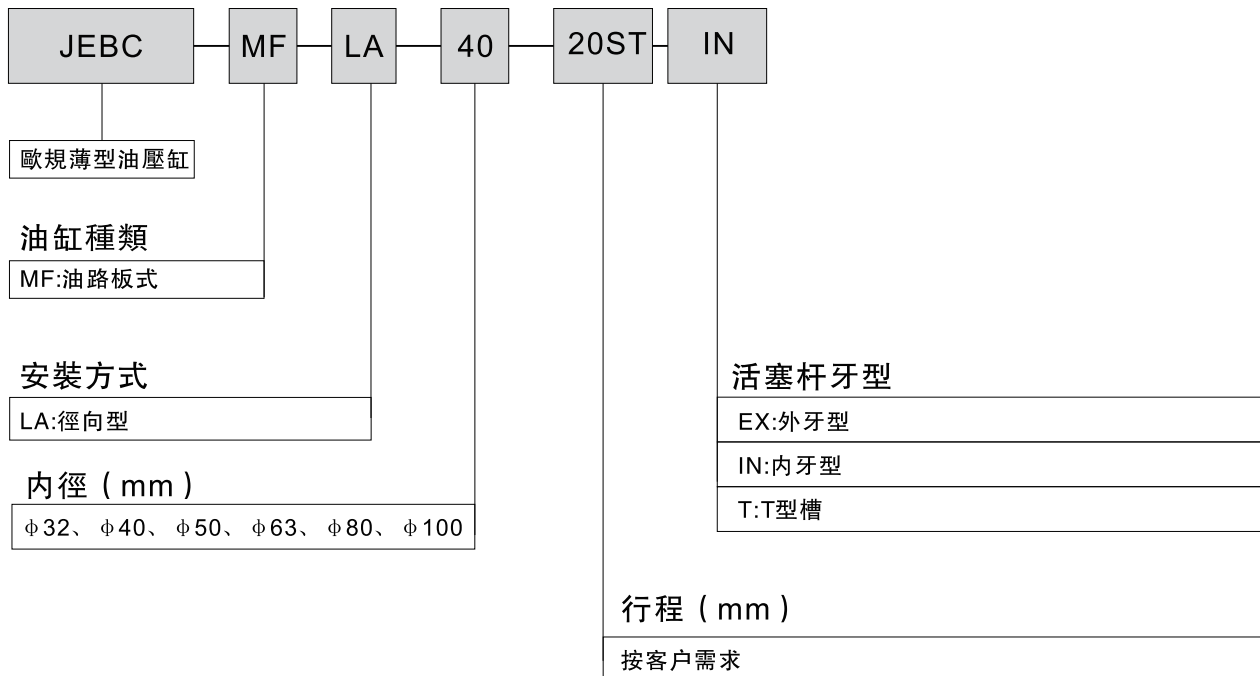 JEBC MF LA 40 20ST IN
歐規薄型油壓缸
油缸種類
MF:油路板式
安裝方式
LA:徑向型
内徑(mm)
φ32、φ40、φ50、φ63、φ80、φ100
活塞杆牙型
EX:外牙型
IN:内牙型
T:T型槽
行程(mm)
按客户需求